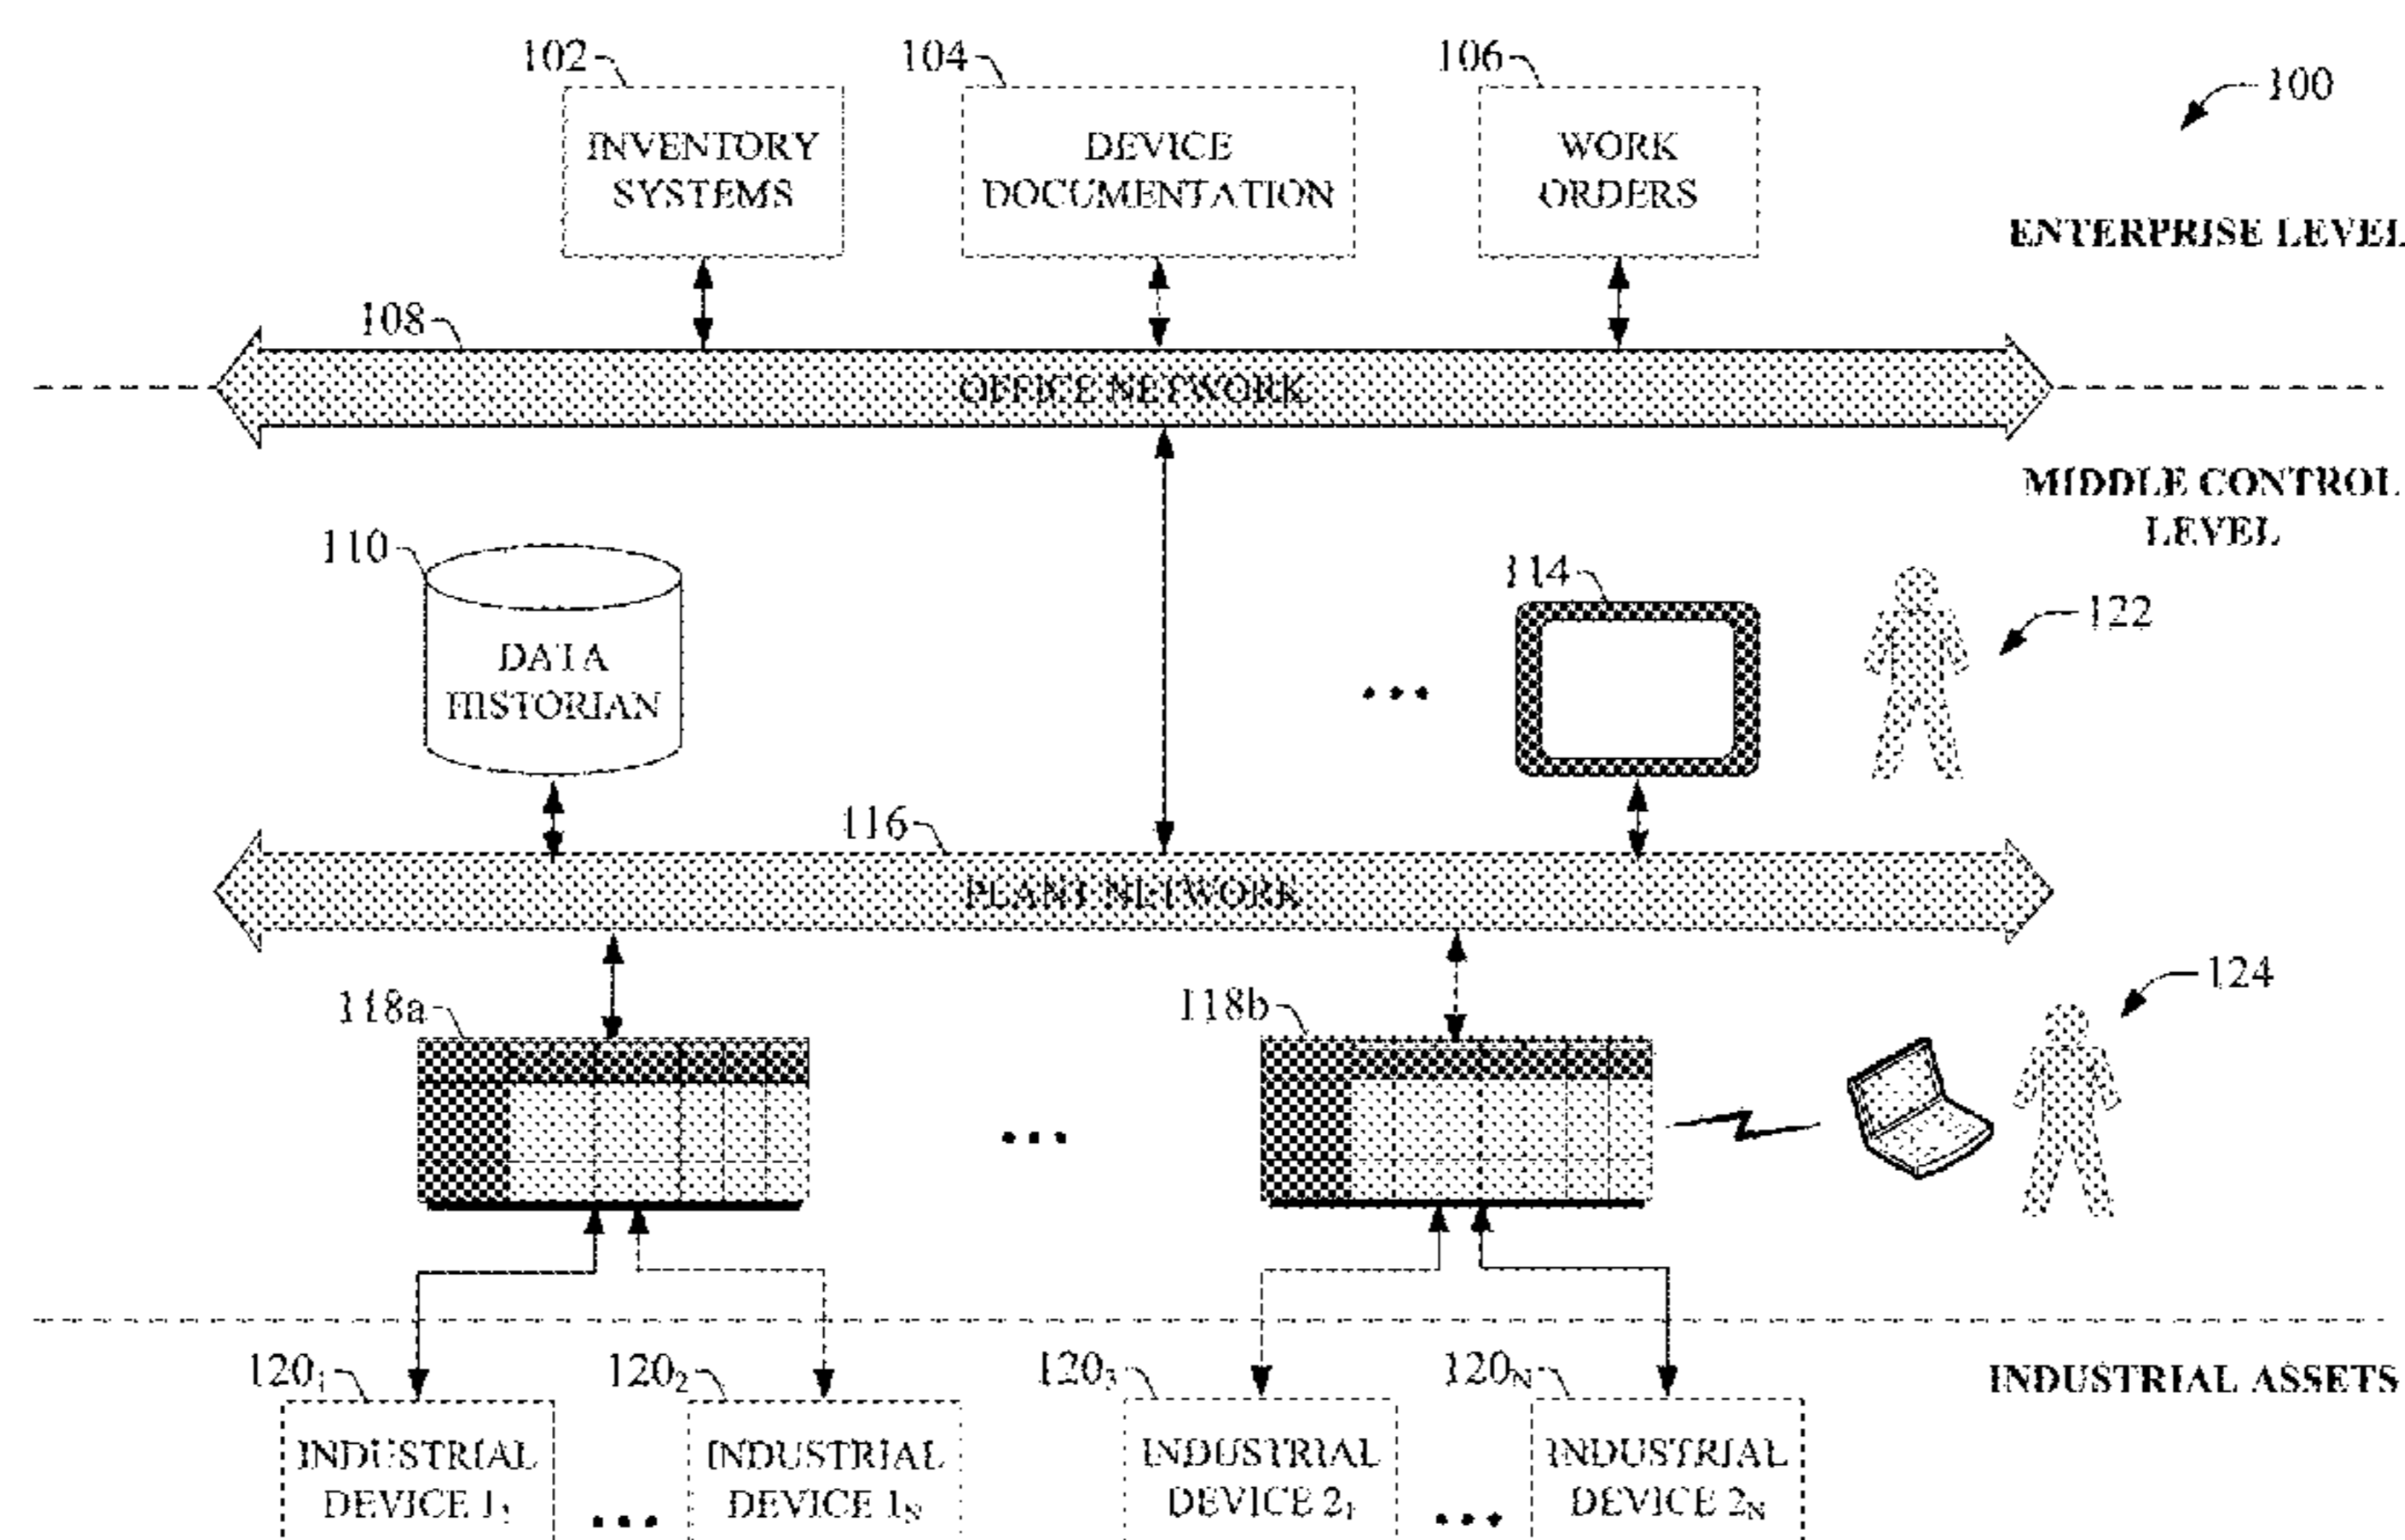 102
104
106
100
INVENTORY
SYSTEMS
DEVICE
DOCUMENTATION
WORK
ORDERS
ENTERPRISE LEVEL
108
OFFICE NETWORK
MIDDLE CONTROL
LEVEL
110
DATA
HISTORIAN
114
122
116
PLANT NETWORK
118a
118b
124
120₁
120₂
120₃
120N
INDUSTRIAL ASSETS
INDUSTRIAL
DEVICE 1₁
INDUSTRIAL
DEVICE 1N
INDUSTRIAL
DEVICE 2₁
INDUSTRIAL
DEVICE 2N